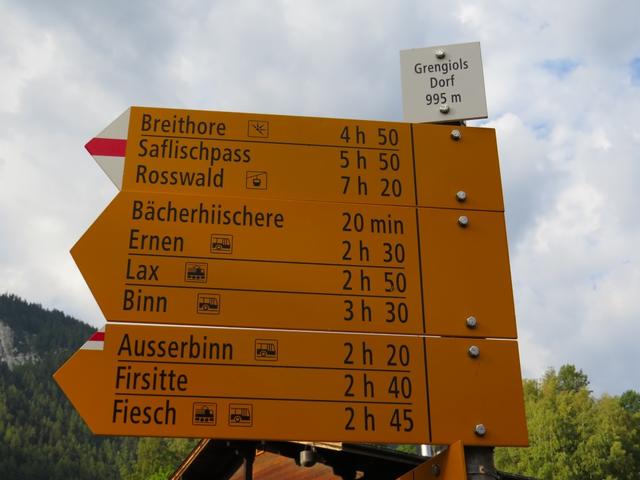 Grengiols
Dorf
995 m
Breithore 4 h 50
Saflischpass 5 h 50
Rosswald 7 h 20
Bächerhiischere 20 min
Ernen 2 h 30
Lax 2 h 50
Binn 3 h 30
Ausserbinn 2 h 20
Firsitte 2 h 40
Fiesch 2 h 45